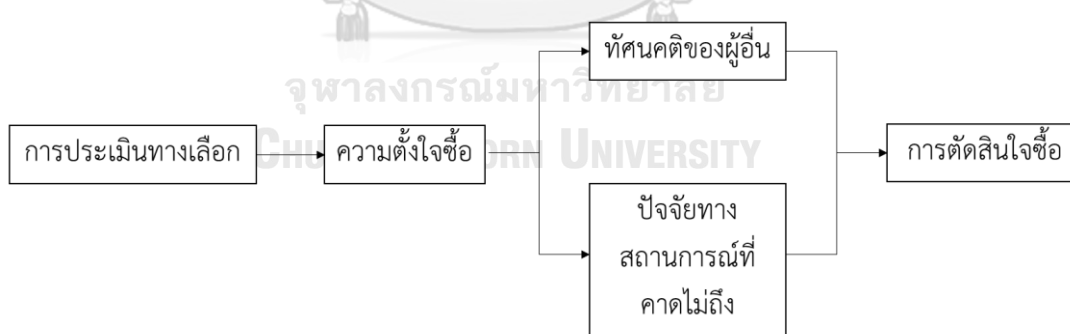 ทัศนคติของผู้อื่น
จุฬาลงกรณ์มหาวิทยาลัย
การประเมินทางเลือก
ความตั้งใจซื้อ
CHU ORN UNIVERSITY
การตัดสินใจซื้อ
ปัจจัยทาง
สถานการณ์ที่
คาดไม่ถึง